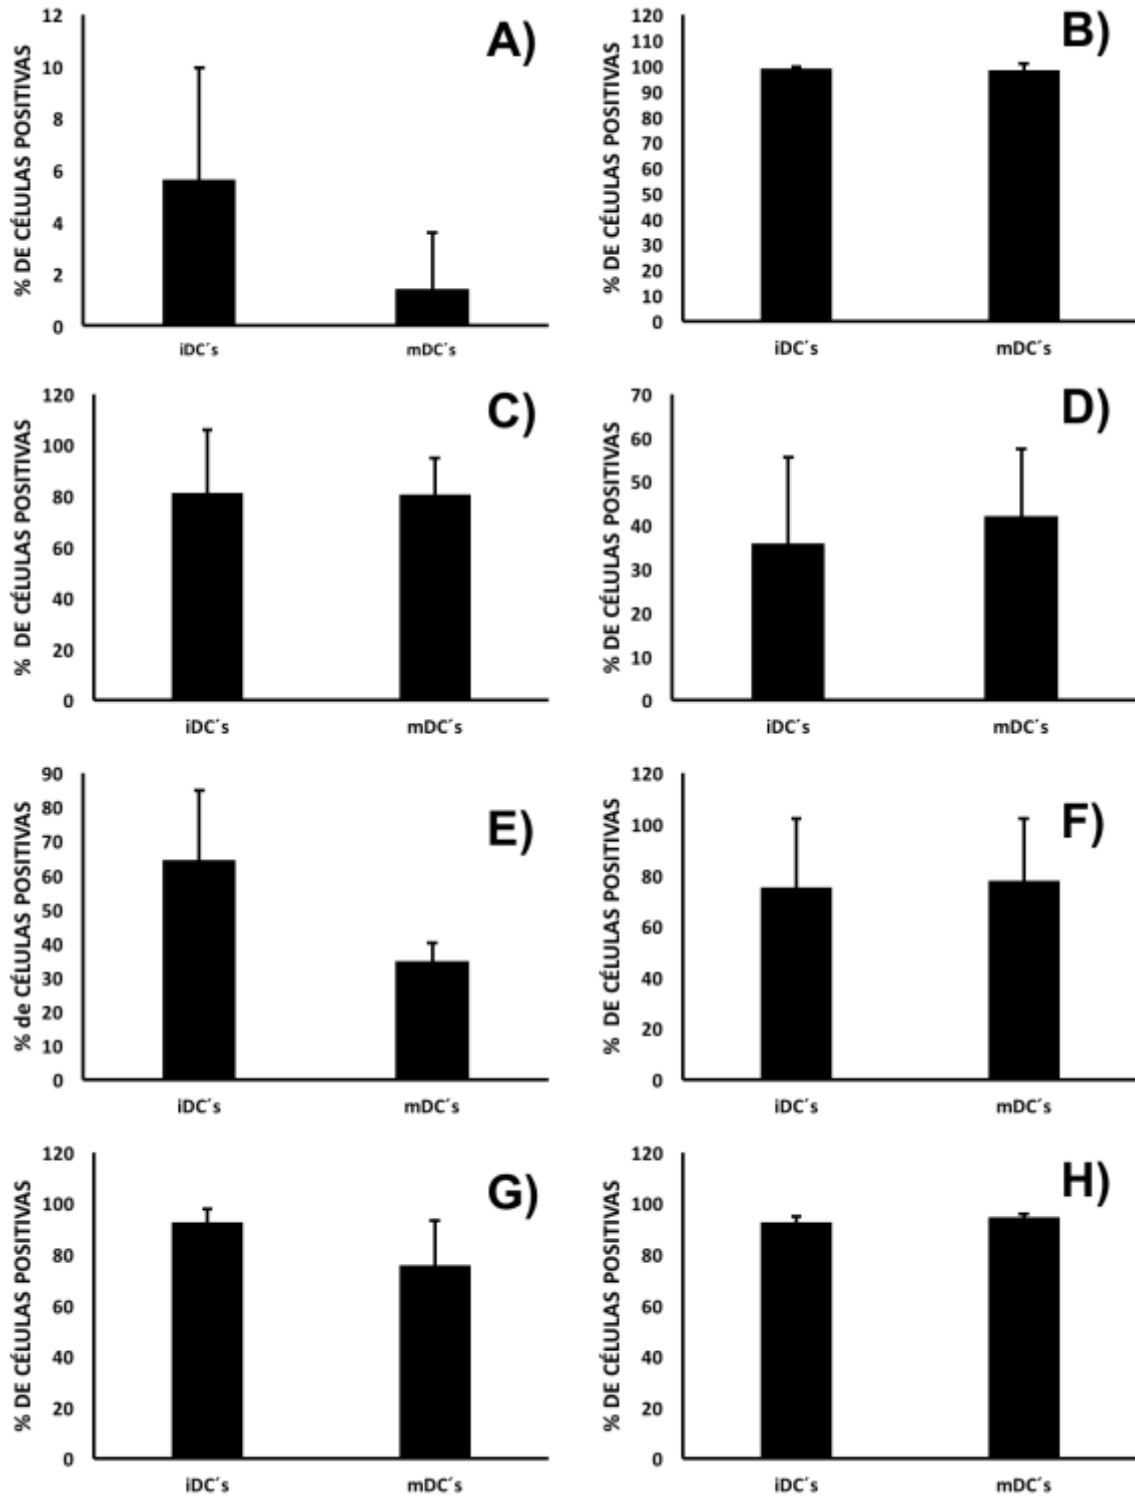 A)
% DE CÉLULAS POSITIVAS
12
10
8
6
4
2
0
iDC´s mDC´s
B)
% DE CÉLULAS POSITIVAS
120
110
100
90
80
70
60
50
40
30
20
10
0
iDC´s mDC´s
C)
% DE CÉLULAS POSITIVAS
120
100
80
60
40
20
0
iDC´s mDC´s
D)
% DE CÉLULAS POSITIVAS
70
60
50
40
30
20
10
0
iDC´s mDC´s
E)
% de CÉLULAS POSITIVAS
90
80
70
60
50
40
30
20
10
0
iDC´s mDC´s
F)
% DE CÉLULAS POSITIVAS
120
100
80
60
40
20
0
iDC´s mDC´s
G)
% DE CÉLULAS POSITIVAS
120
100
80
60
40
20
0
iDC´s mDC´s
H)
% DE CÉLULAS POSITIVAS
120
100
80
60
40
20
0
iDC´s mDC´s